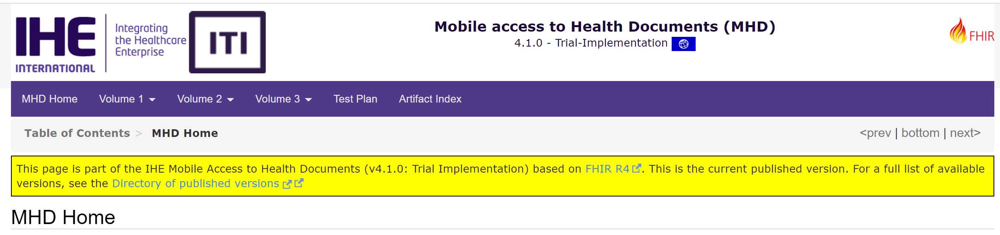 IHE
INTERNATIONAL
Integrating
the Healthcare
Enterprise
ITI
Mobile access to Health Documents (MHD)
4.1.0 - Trial-Implementation
FHIR
MHD Home Volume 1 Volume 2 Volume 3 Test Plan Artifact Index
Table of Contents > MHD Home
<prev | bottom | next>
This page is part of the IHE Mobile Access to Health Documents (v4.1.0: Trial Implementation) based on FHIR R4. This is the current published version. For a full list of available
versions, see the Directory of published versions
MHD Home